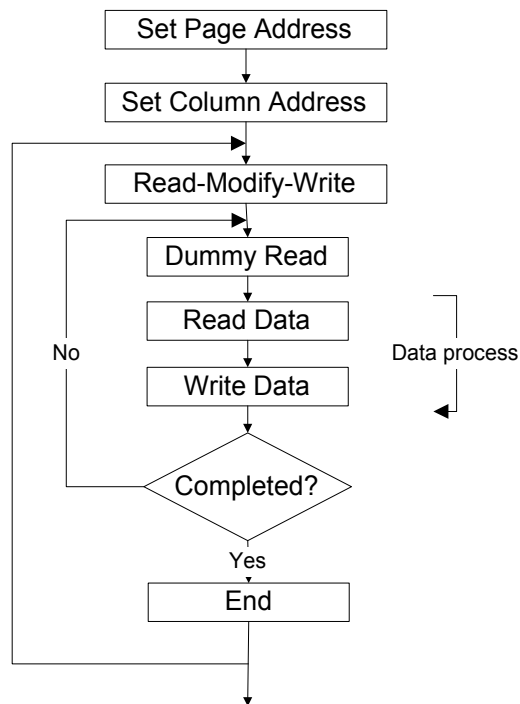 Set Page Address
Set Column Address
Read-Modify-Write
Dummy Read
Read Data
No
Data process
Write Data
Completed?
Yes
End